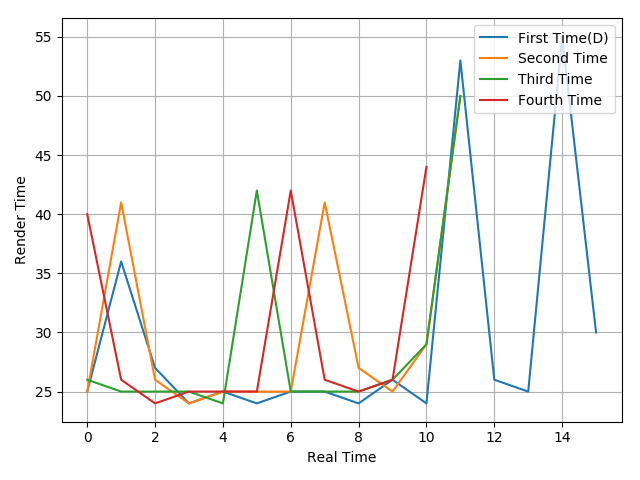 First Time(D)
Second Time
Third Time
Fourth Time
55
50
45
40
35
30
25
Render Time
0 2 4 6 8 10 12 14
Real Time